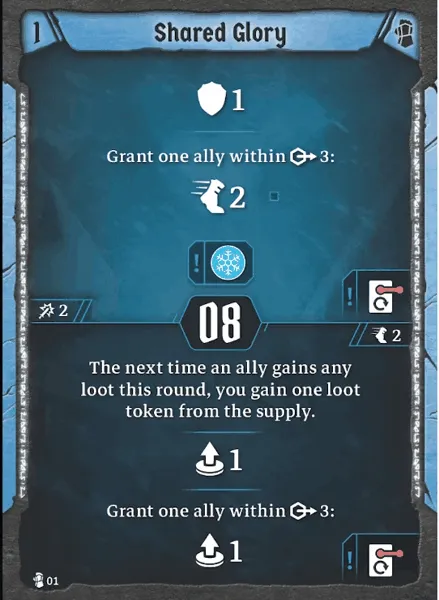 1
Shared Glory
1
Grant one ally within 3:
2
!
!
2
08
2
The next time an ally gains any
loot this round, you gain one loot
token from the supply.
1
Grant one ally within 3:
1
!
01